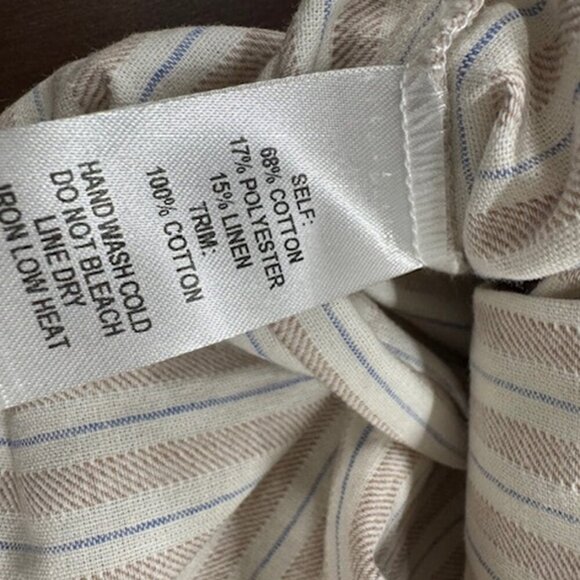 SELF:
68% COTTON
17% POLYESTER
15% LINEN
TRIM:
100% COTTON
HAND WASH COLD
DO NOT BLEACH
LINE DRY
IRON LOW HEAT